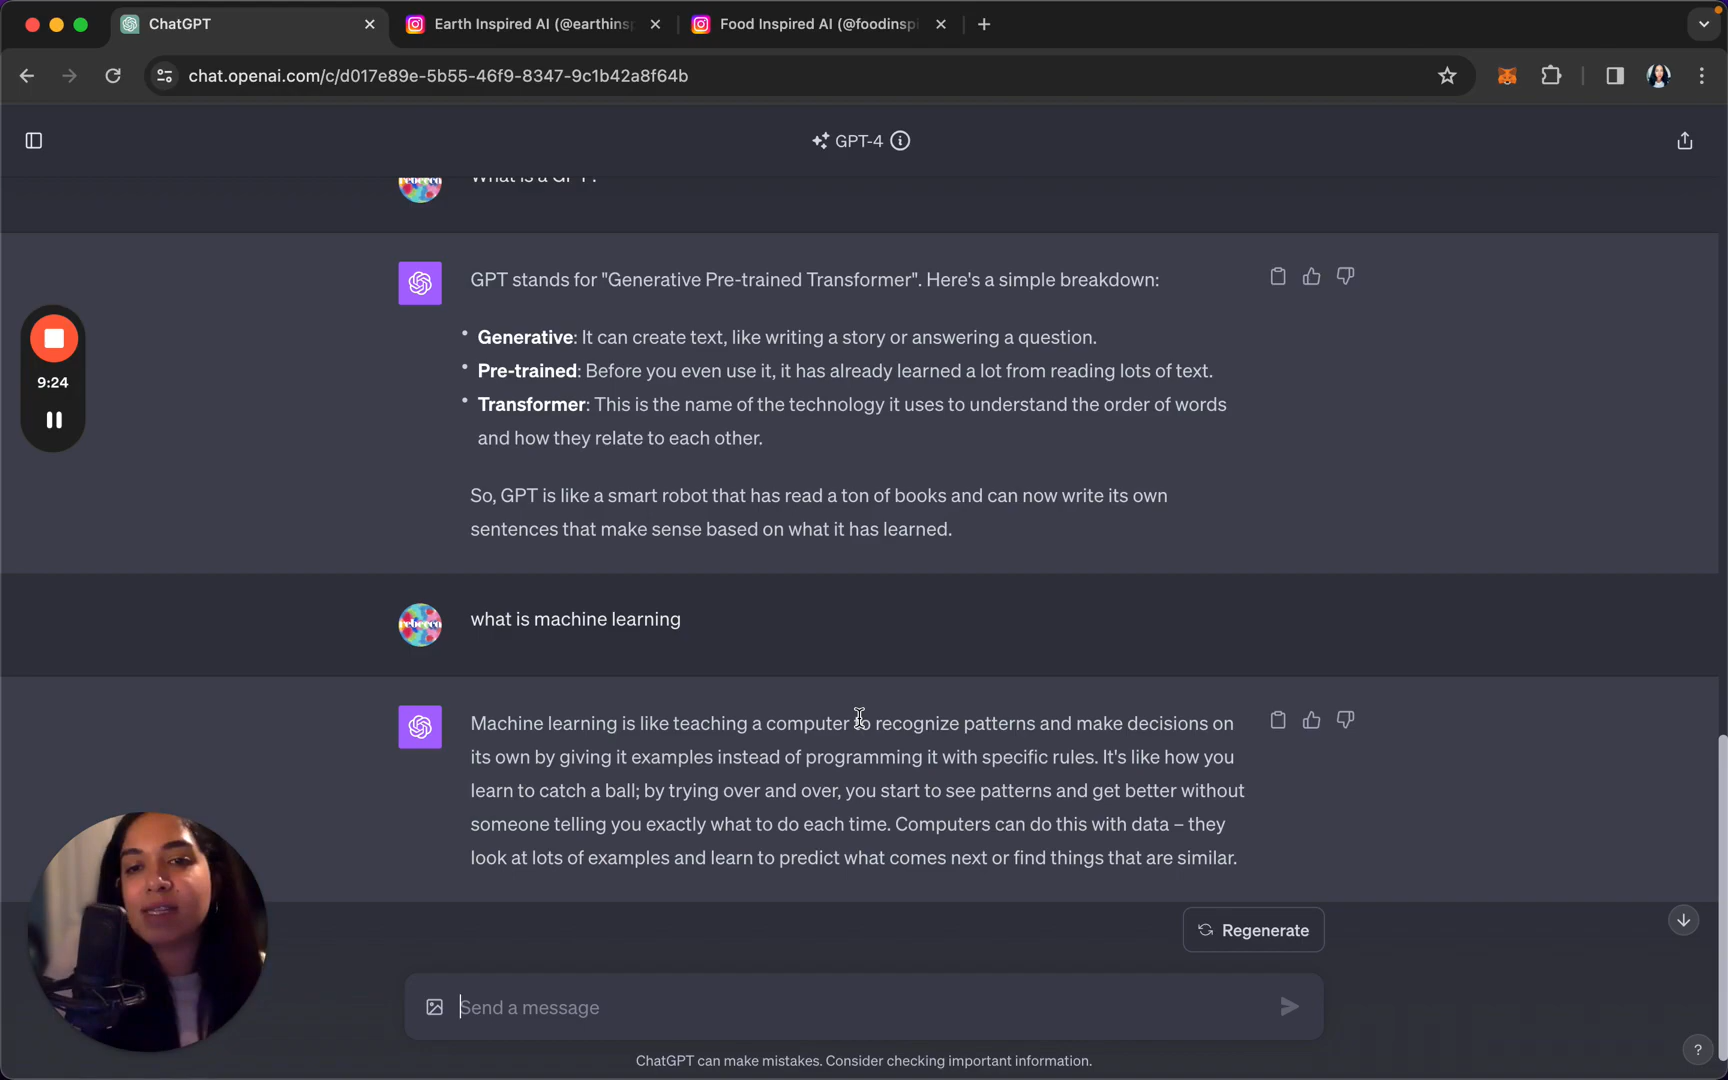 ChatGPT
Earth Inspired AI (@earthins
Food Inspired AI (@foodinspi
chat.openai.com/c/d017e89e-5b55-46f9-8347-9c1b42a8f64b
GPT-4
What is a GPT?
GPT stands for "Generative Pre-trained Transformer". Here's a simple breakdown:
• Generative: It can create text, like writing a story or answering a question.
• Pre-trained: Before you even use it, it has already learned a lot from reading lots of text.
• Transformer: This is the name of the technology it uses to understand the order of words
and how they relate to each other.
So, GPT is like a smart robot that has read a ton of books and can now write its own
sentences that make sense based on what it has learned.
9:24
rebecca
what is machine learning
Machine learning is like teaching a computer to recognize patterns and make decisions on
its own by giving it examples instead of programming it with specific rules. It's like how you
learn to catch a ball; by trying over and over, you start to see patterns and get better without
someone telling you exactly what to do each time. Computers can do this with data – they
look at lots of examples and learn to predict what comes next or find things that are similar.
Regenerate
Send a message
ChatGPT can make mistakes. Consider checking important information.
?